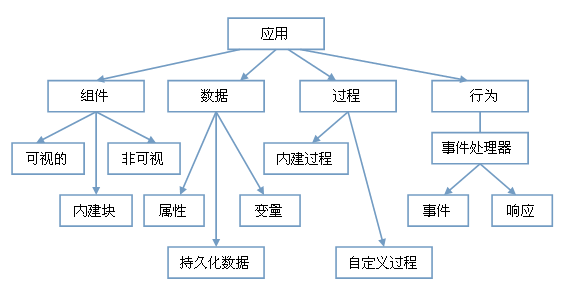 应用
组件
数据
过程
行为
可视的
非可视
内建过程
事件处理器
内建块
属性
变量
事件
响应
持久化数据
自定义过程